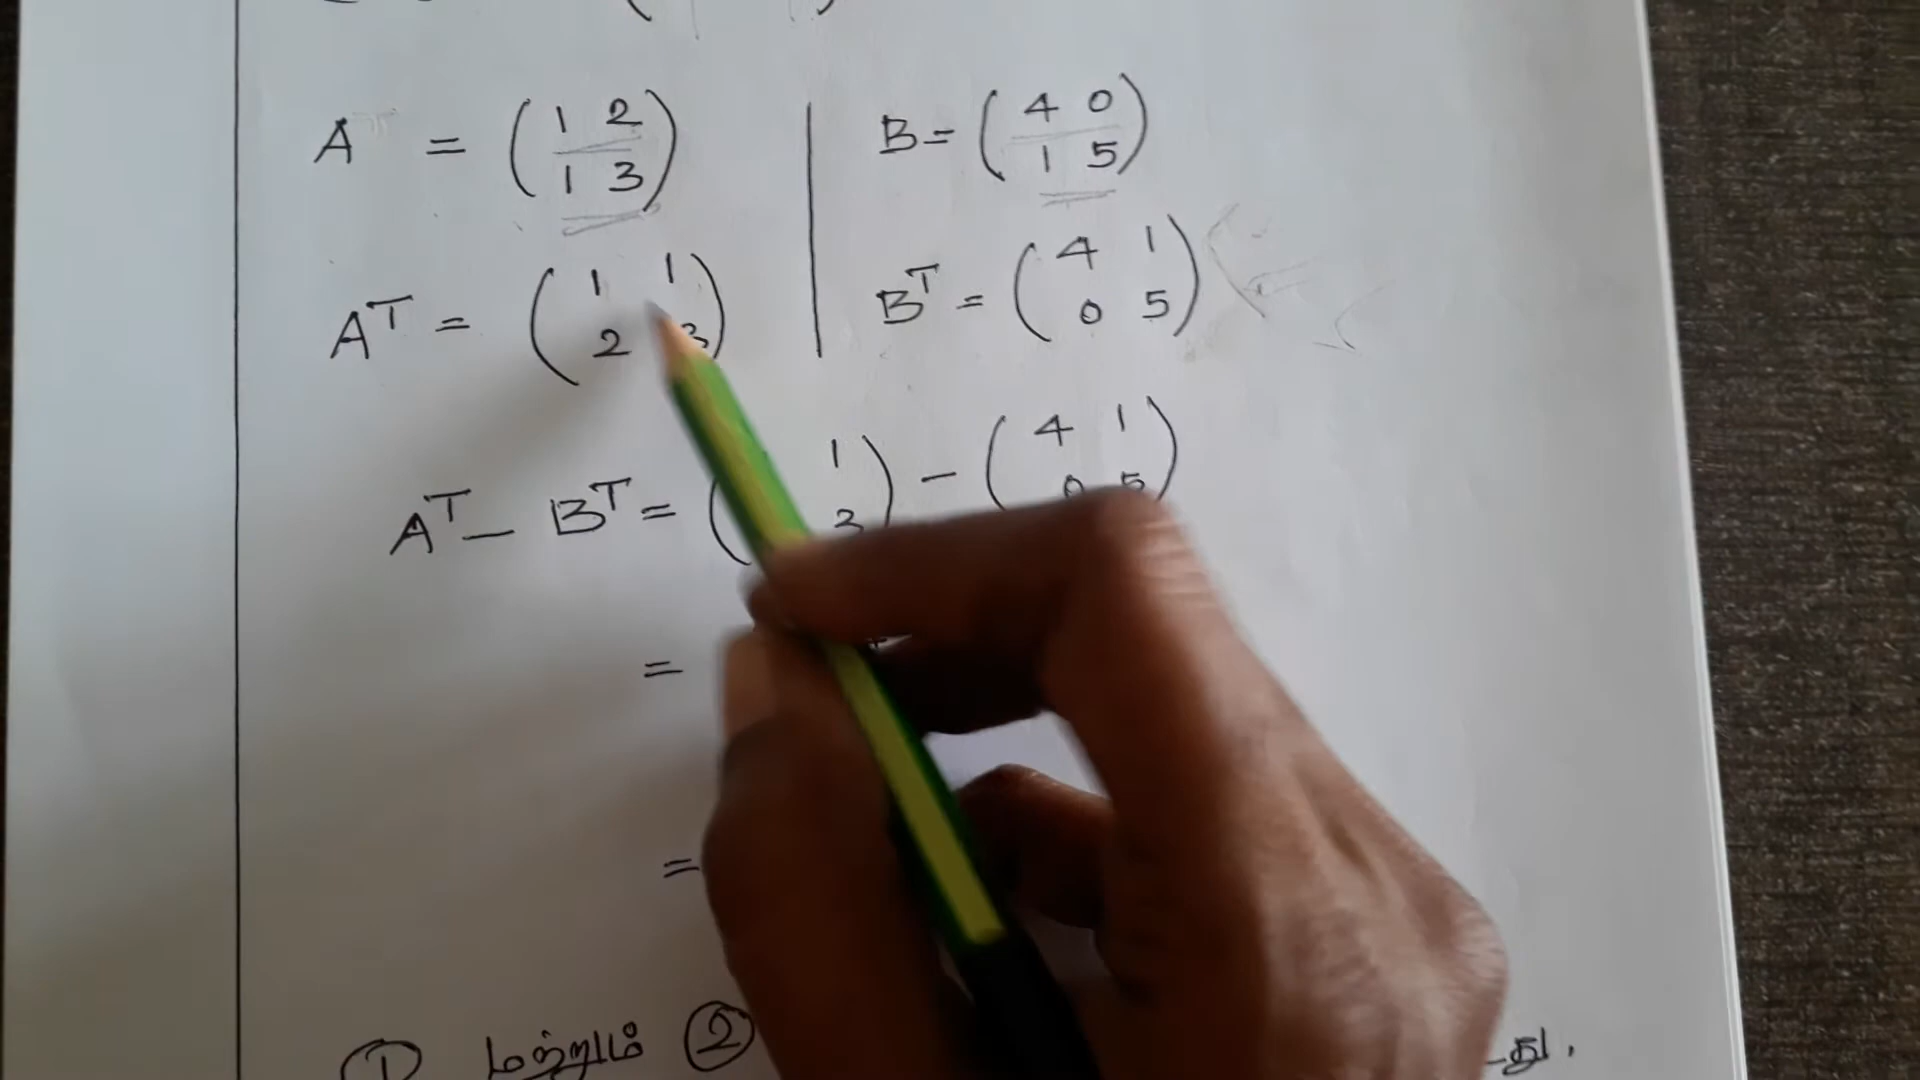 A = (1 2
1 3)
B = (4 0
1 5)
Aᵀ = (1 1
2 3)
Bᵀ = (4 1
0 5)
Aᵀ - Bᵀ = ( 1
3) - (4 1
0 5)
=
=
① மற்றும் ②